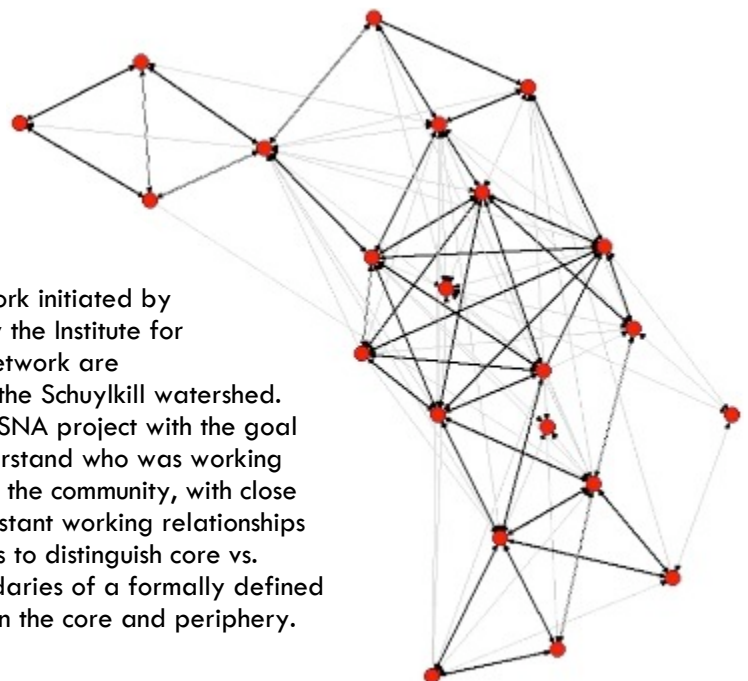 ork initiated by
y the Institute for
etwork are
the Schuylkill watershed.
SNA project with the goal
erstand who was working
the community, with close
stant working relationships
s to distinguish core vs.
daries of a formally defined
n the core and periphery.